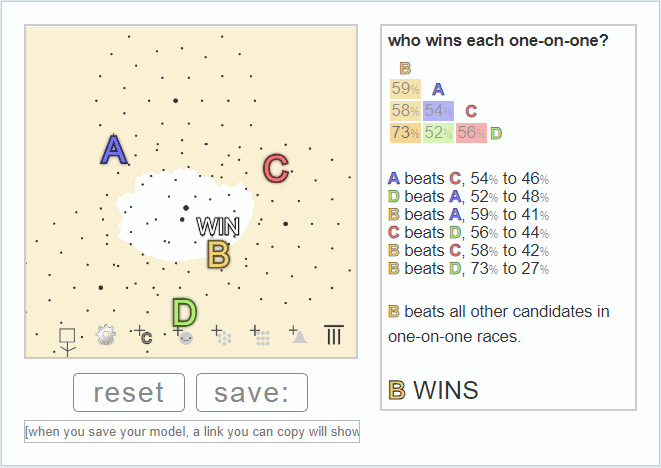 A
C
WIN
B
D
C
reset
save:
[when you save your model, a link you can copy will show
who wins each one-on-one?
B
59% A
58% 54% C
73% 52% 56% D
A beats C, 54% to 46%
D beats A, 52% to 48%
B beats A, 59% to 41%
C beats D, 56% to 44%
B beats C, 58% to 42%
B beats D, 73% to 27%
B beats all other candidates in
one-on-one races.
B WINS